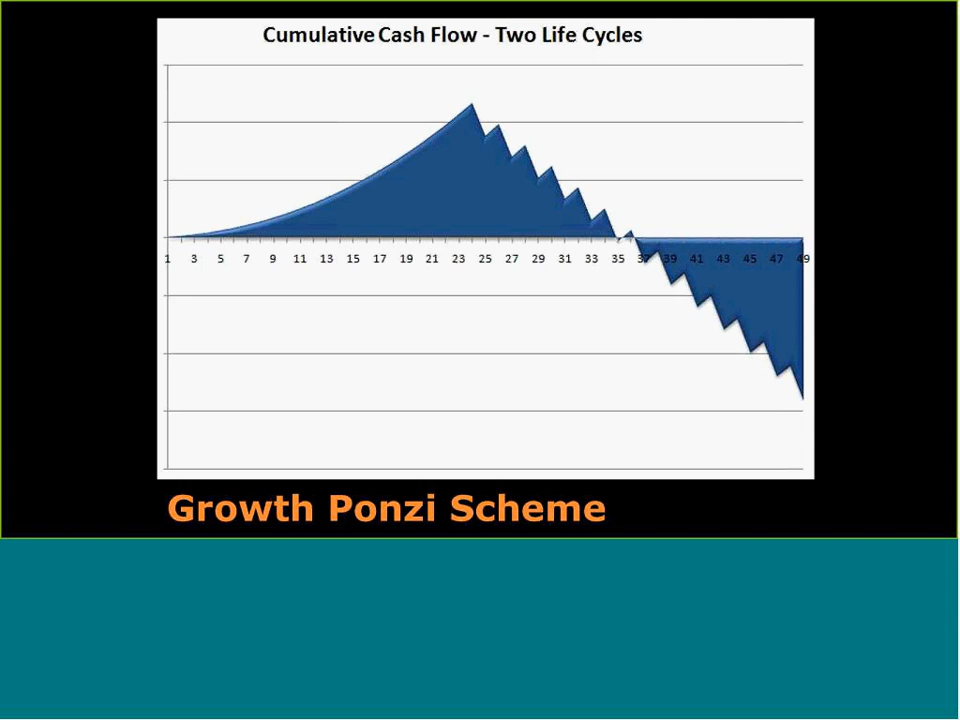 Cumulative Cash Flow - Two Life Cycles
1 3 5 7 9 11 13 15 17 19 21 23 25 27 29 31 33 35 37 39 41 43 45 47 49
Growth Ponzi Scheme